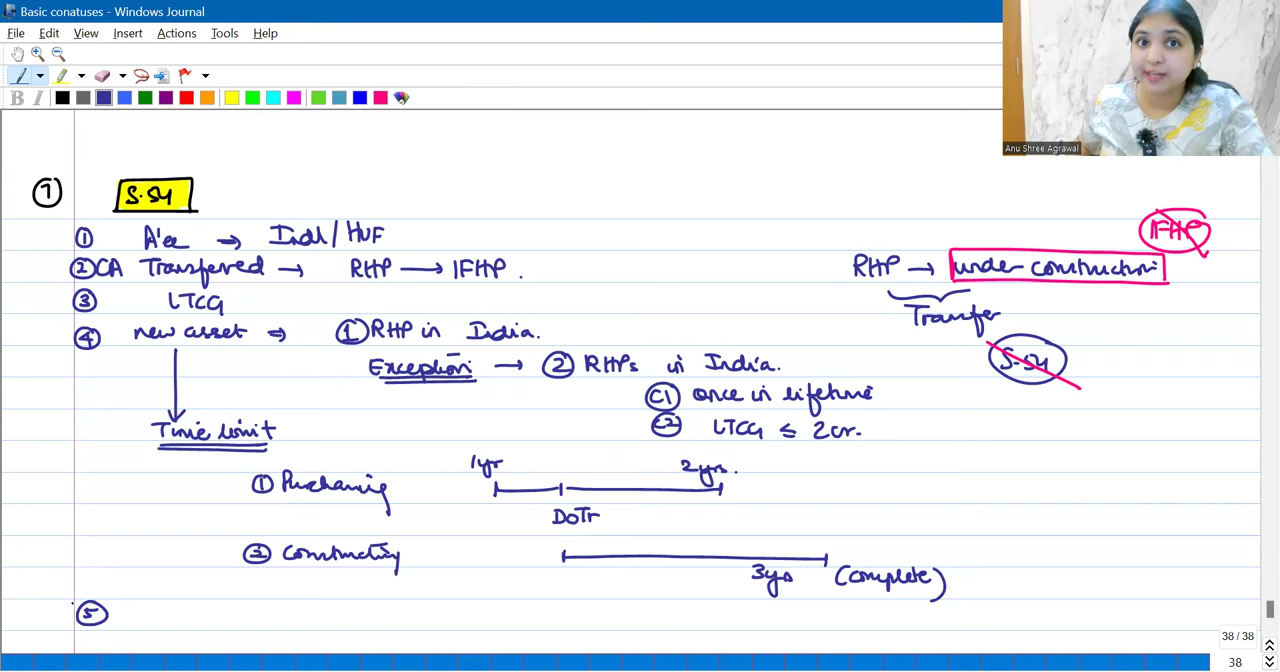 Basic conatuses - Windows Journal
File Edit View Insert Actions Tools Help
B I
Anu Shree Agrawal
7 S.54
IFHP
1 A'ee → Indl/HUF
2 CA Transferred → RHP → IFHP.
RHP → under construction
3 LTCG
Transfer
4 new asset ⇒ 1 RHP in India.
S-54
Exception → 2 RHPs in India.
C1 once in lifetime
C2 LTCG ≤ 2cr.
Time limit
1yr 2yrs.
1 Purchasing
DoTr
2 Constructing
3yrs (complete)
5
38 / 38
38